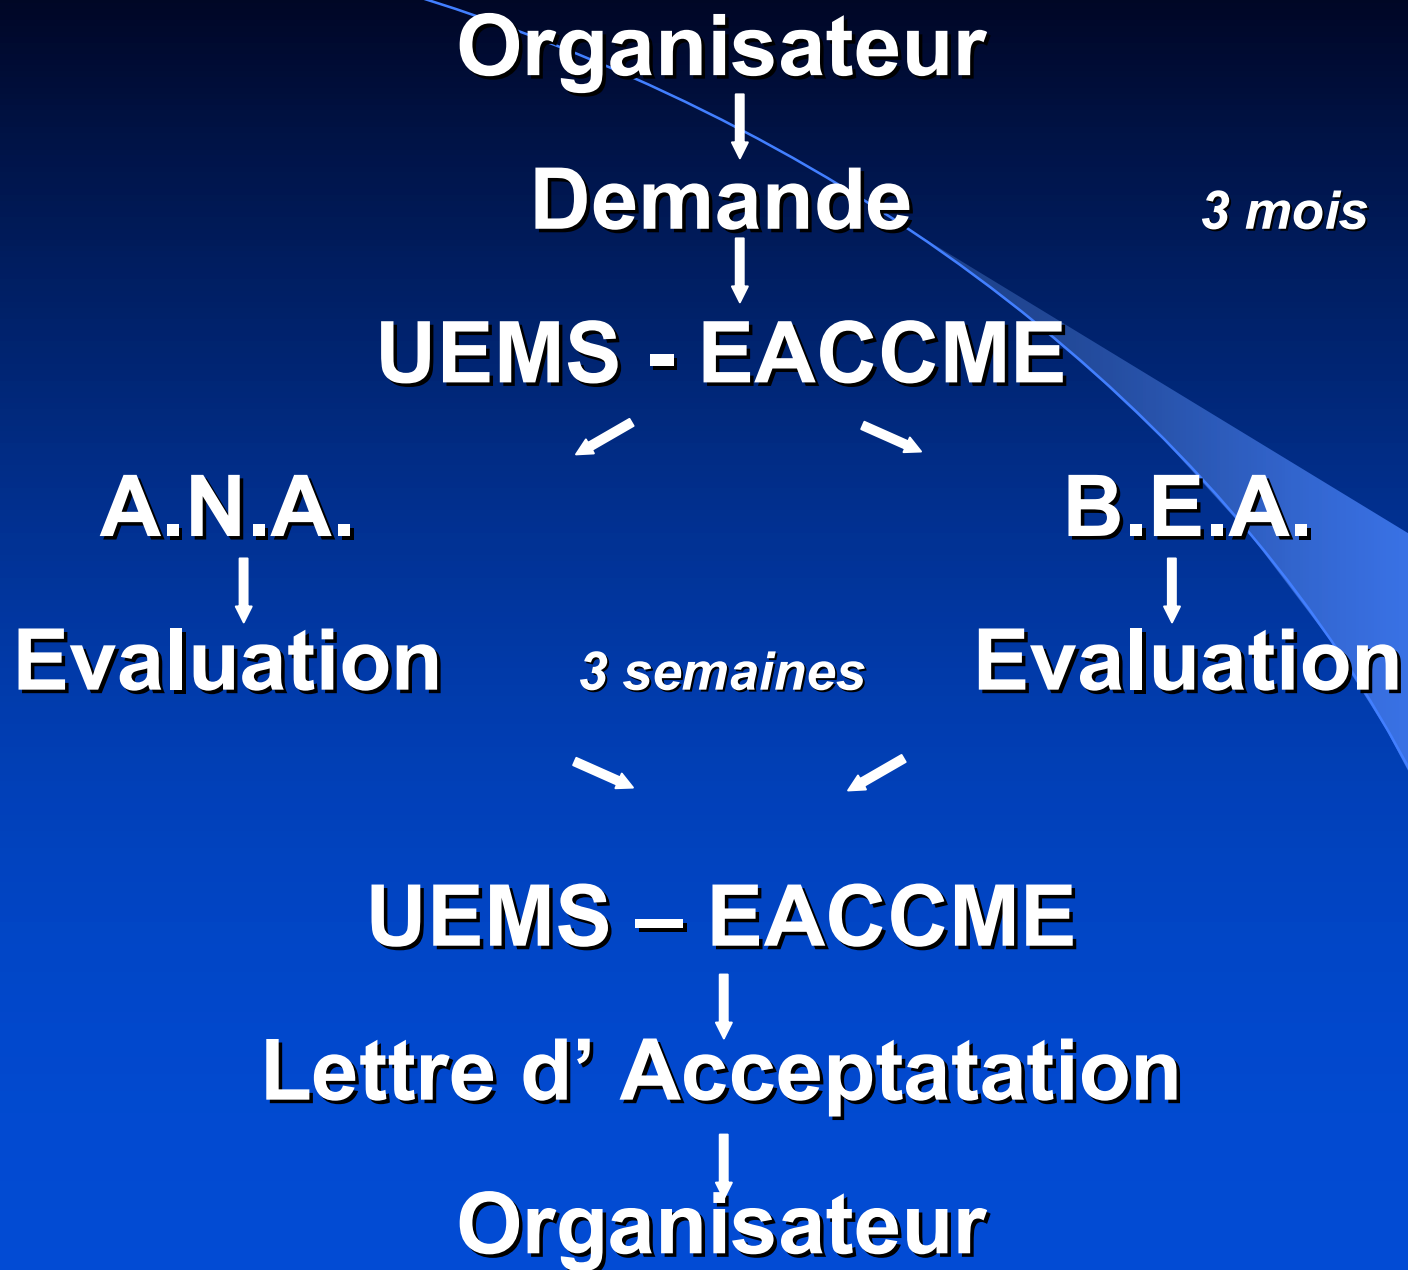 Organisateur
Demande 3 mois
UEMS - EACCME
A.N.A. B.E.A.
Evaluation 3 semaines Evaluation
UEMS – EACCME
Lettre d’ Acceptatation
Organisateur